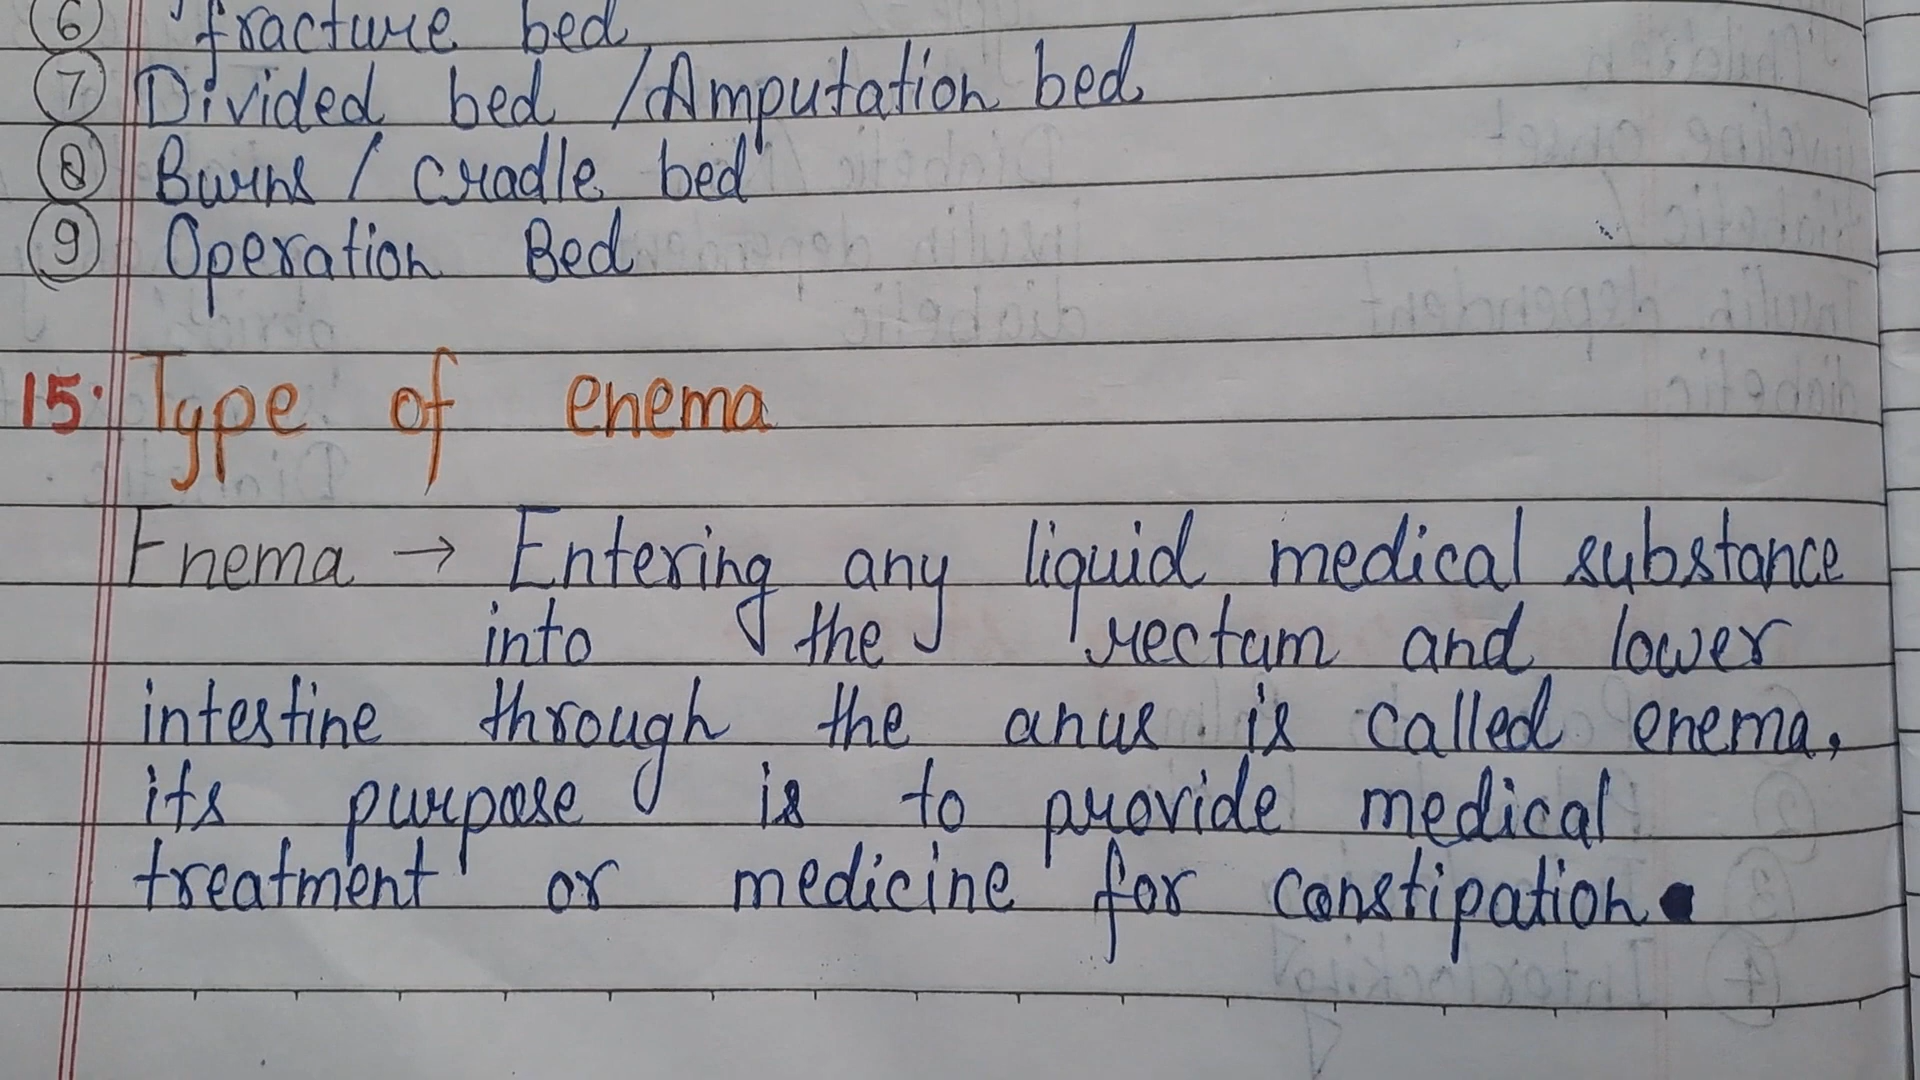 6 fracture bed
7 Divided bed / Amputation bed
8 Burns / cradle bed
9 Operation Bed
15. Type of enema
Enema → Entering any liquid medical substance
into the rectum and lower
intestine through the anus is called enema,
its purpose is to provide medical
treatment or medicine for constipation.